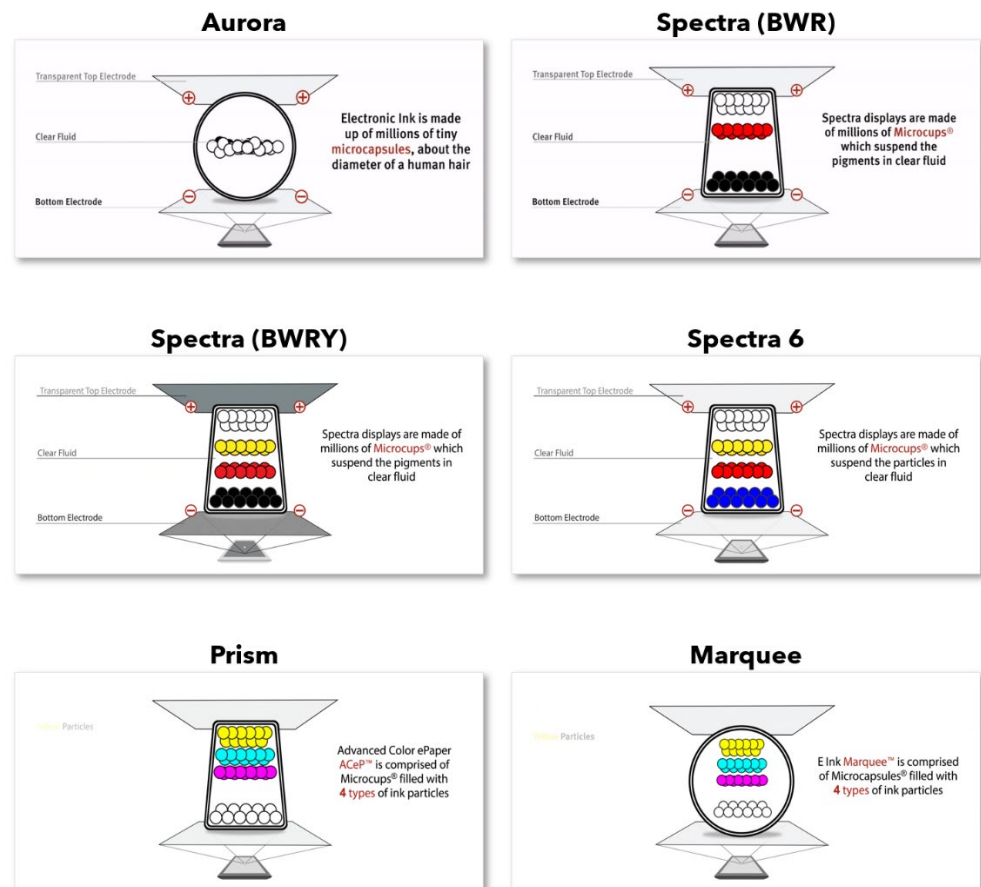 Aurora
Transparent Top Electrode
Clear Fluid
Bottom Electrode
Electronic Ink is made
up of millions of tiny
microcapsules, about the
diameter of a human hair
Spectra (BWR)
Transparent Top Electrode
Clear Fluid
Bottom Electrode
Spectra displays are made
of millions of Microcups®
which suspend the
pigments in clear fluid
Spectra (BWRY)
Transparent Top Electrode
Clear Fluid
Bottom Electrode
Spectra displays are made of
millions of Microcups® which
suspend the pigments in
clear fluid
Spectra 6
Transparent Top Electrode
Clear Fluid
Bottom Electrode
Spectra displays are made of
millions of Microcups® which
suspend the particles in
clear fluid
Prism
Yellow Particles
Advanced Color ePaper
ACeP™ is comprised of
Microcups® filled with
4 types of ink particles
Marquee
Yellow Particles
E Ink Marquee™ is comprised
of Microcapsules® filled with
4 types of ink particles